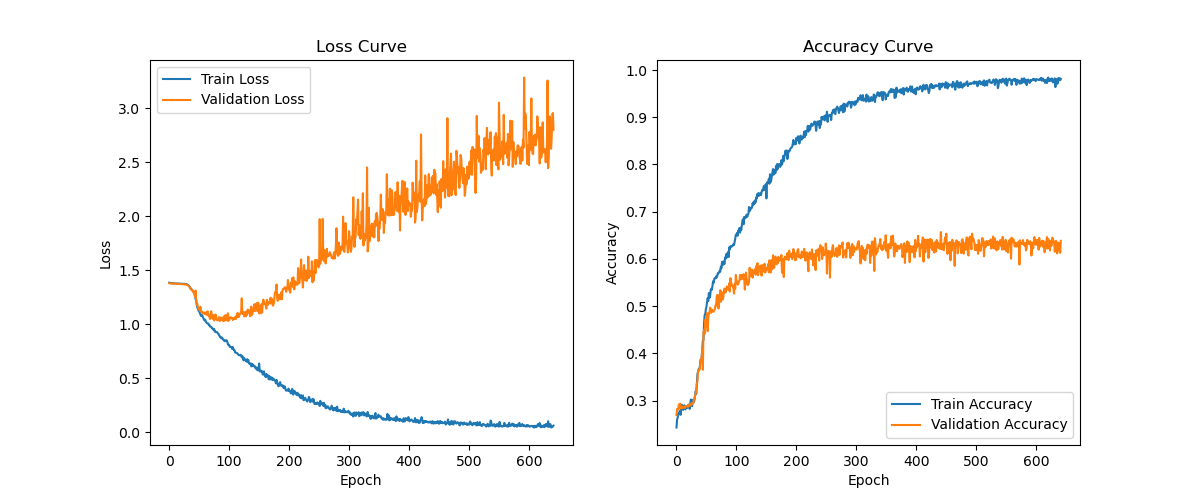 Loss Curve
Train Loss
Validation Loss
3.0
2.5
2.0
1.5
1.0
0.5
0.0
Loss
0 100 200 300 400 500 600
Epoch
Accuracy Curve
1.0
0.9
0.8
0.7
0.6
0.5
0.4
0.3
Accuracy
Train Accuracy
Validation Accuracy
0 100 200 300 400 500 600
Epoch